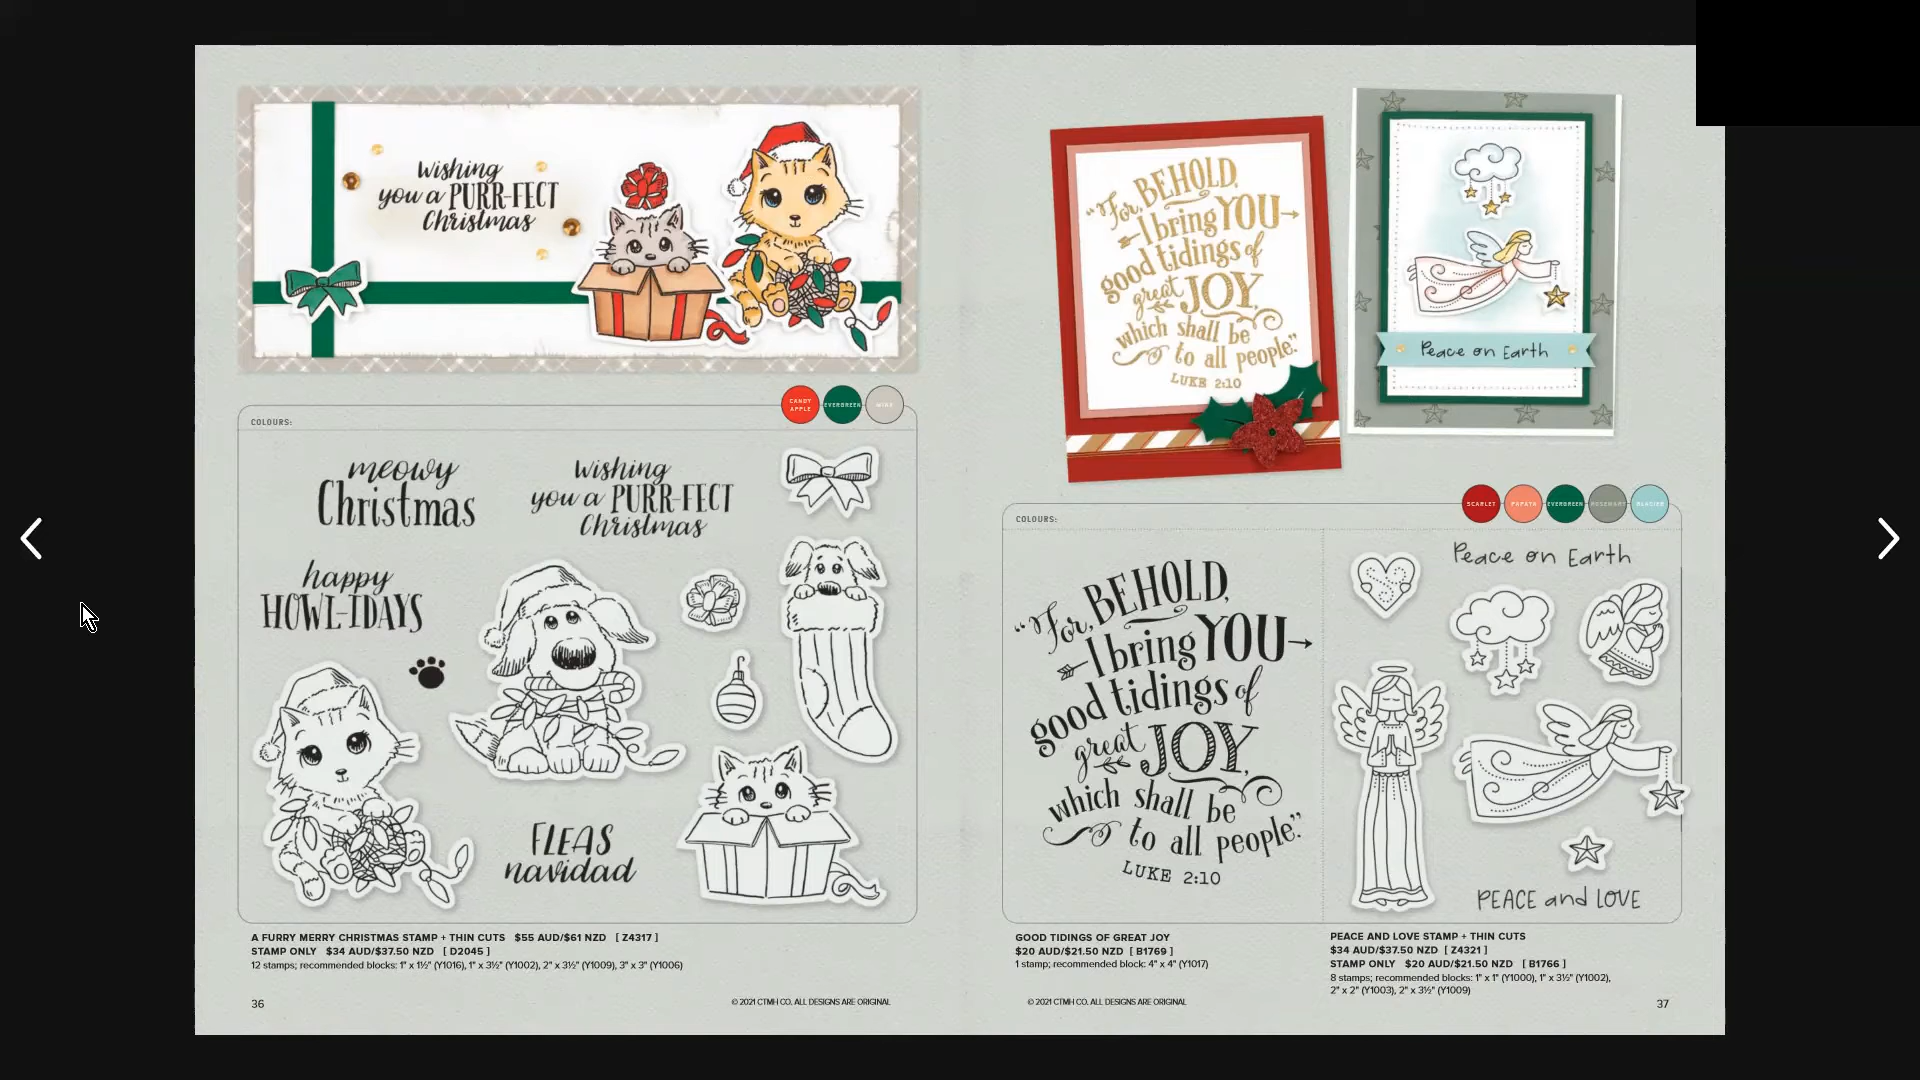 Wishing
you a PURR-FECT
Christmas
CANDY
APPLE
EVERGREEN
MINK
COLOURS:
meowy
Christmas
wishing
you a PURR-FECT
Christmas
happy
HOWL-IDAYS
FLEAS
navidad
A FURRY MERRY CHRISTMAS STAMP + THIN CUTS $55 AUD/$61 NZD [ Z4317 ]
STAMP ONLY $34 AUD/$37.50 NZD [ D2045 ]
12 stamps; recommended blocks: 1" x 1½" (Y1016), 1" x 3½" (Y1002), 2" x 3½" (Y1009), 3" x 3" (Y1006)
36
© 2021 CTMH CO. ALL DESIGNS ARE ORIGINAL
"For, BEHOLD,
I bring YOU
good tidings of
great JOY,
which shall be
to all people."
LUKE 2:10
Peace on Earth
SCARLET
PAPAYA
EVERGREEN
ROSEMARY
GLACIER
COLOURS:
"For, BEHOLD,
I bring YOU
good tidings of
great JOY,
which shall be
to all people."
LUKE 2:10
Peace on Earth
PEACE and LOVE
GOOD TIDINGS OF GREAT JOY
$20 AUD/$21.50 NZD [ B1769 ]
1 stamp; recommended block: 4" x 4" (Y1017)
PEACE AND LOVE STAMP + THIN CUTS
$34 AUD/$37.50 NZD [ Z4321 ]
STAMP ONLY $20 AUD/$21.50 NZD [ B1766 ]
8 stamps; recommended blocks: 1" x 1" (Y1000), 1" x 3½" (Y1002),
2" x 2" (Y1003), 2" x 3½" (Y1009)
© 2021 CTMH CO. ALL DESIGNS ARE ORIGINAL
37